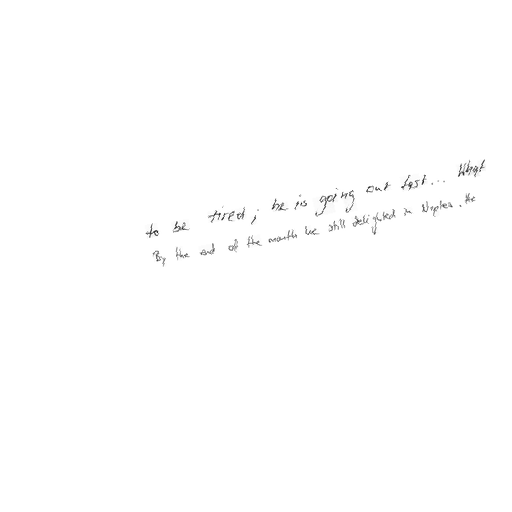 to be tired; he is going out fast... What
By the end of the month he still delighted in Naples, the